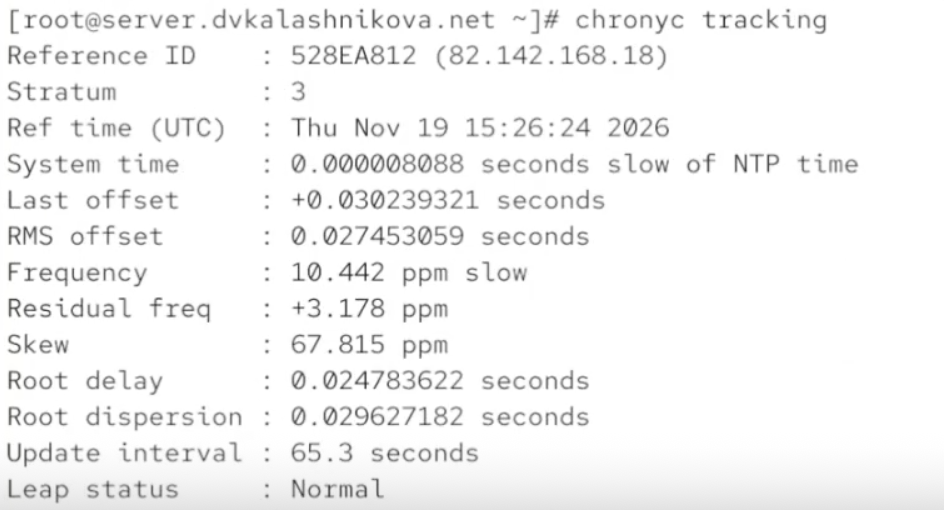 [root@server.dvkalashnikova.net ~]# chronyc tracking
Reference ID    : 528EA812 (82.142.168.18)
Stratum         : 3
Ref time (UTC)  : Thu Nov 19 15:26:24 2026
System time     : 0.000008088 seconds slow of NTP time
Last offset     : +0.030239321 seconds
RMS offset      : 0.027453059 seconds
Frequency       : 10.442 ppm slow
Residual freq   : +3.178 ppm
Skew            : 67.815 ppm
Root delay      : 0.024783622 seconds
Root dispersion : 0.029627182 seconds
Update interval : 65.3 seconds
Leap status     : Normal